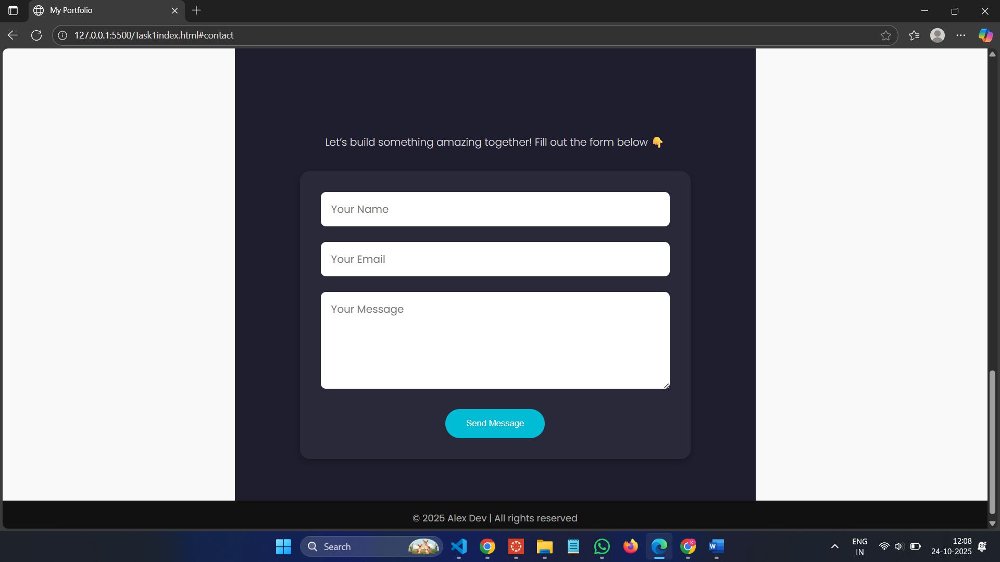 My Portfolio
127.0.0.1:5500/Task1index.html#contact
Let’s build something amazing together! Fill out the form below 👇
Your Name
Your Email
Your Message
Send Message
© 2025 Alex Dev | All rights reserved
Search
K
W
ENG
IN
12:08
24-10-2025